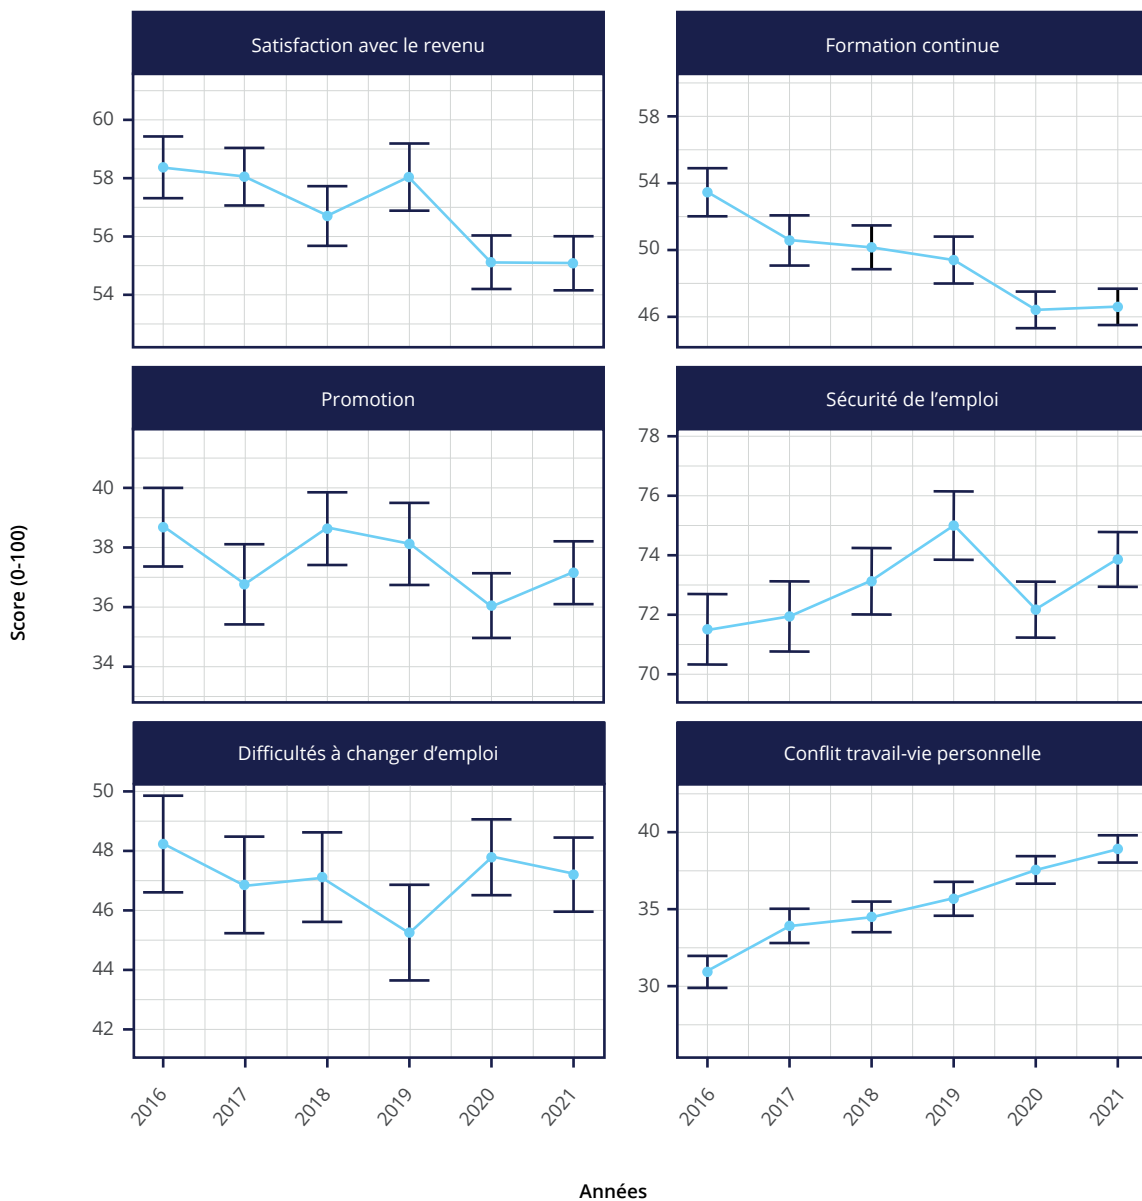 Satisfaction avec le revenu
60
58
56
54
Formation continue
58
54
50
46
Promotion
40
38
36
34
Sécurité de l'emploi
78
76
74
72
70
Difficultés à changer d'emploi
50
48
46
44
42
Conflit travail-vie personnelle
40
35
30
2016 2017 2018 2019 2020 2021
2016 2017 2018 2019 2020 2021
Score (0-100)
Années